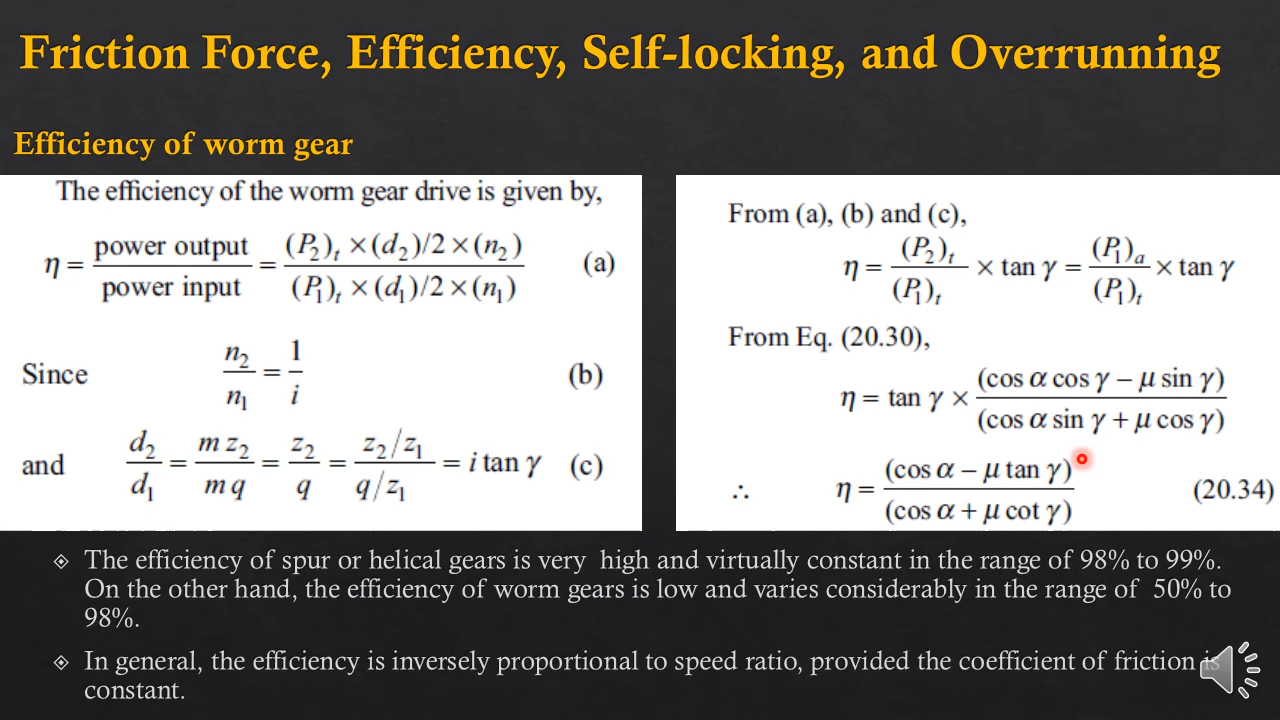 Friction Force, Efficiency, Self-locking, and Overrunning
Efficiency of worm gear
The efficiency of the worm gear drive is given by,
η = power output / power input = (P₂)ₜ × (d₂)/2 × (n₂) / (P₁)ₜ × (d₁)/2 × (n₁) (a)
Since n₂/n₁ = 1/i (b)
and d₂/d₁ = m z₂/m q = z₂/q = z₂/z₁ / q/z₁ = i tan γ (c)
From (a), (b) and (c),
η = (P₂)ₜ/(P₁)ₜ × tan γ = (P₁)ₐ/(P₁)ₜ × tan γ
From Eq. (20.30),
η = tan γ × (cos α cos γ − μ sin γ) / (cos α sin γ + μ cos γ)
∴ η = (cos α − μ tan γ) / (cos α + μ cot γ) (20.34)
The efficiency of spur or helical gears is very high and virtually constant in the range of 98% to 99%.
On the other hand, the efficiency of worm gears is low and varies considerably in the range of 50% to
98%.
In general, the efficiency is inversely proportional to speed ratio, provided the coefficient of friction is
constant.